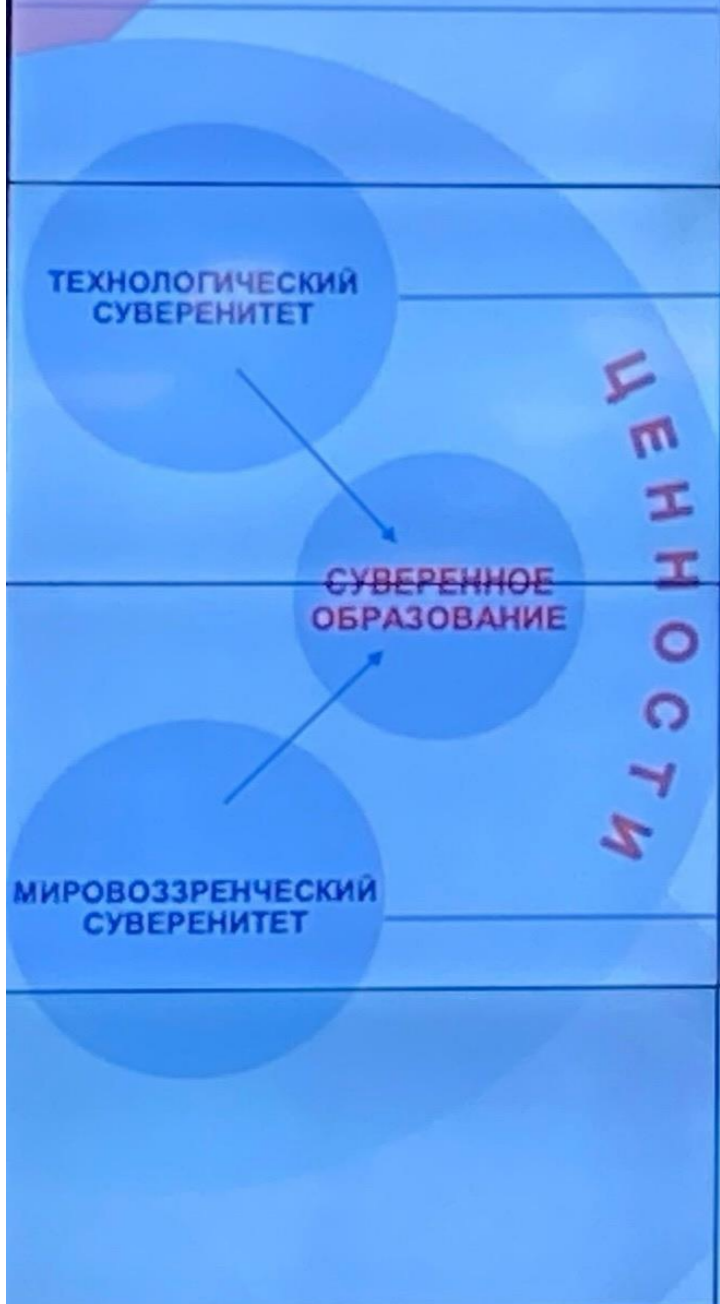 ТЕХНОЛОГИЧЕСКИЙ
СУВЕРЕНИТЕТ
ЦЕННОСТИ
СУВЕРЕННОЕ
ОБРАЗОВАНИЕ
МИРОВОЗЗРЕНЧЕСКИЙ
СУВЕРЕНИТЕТ